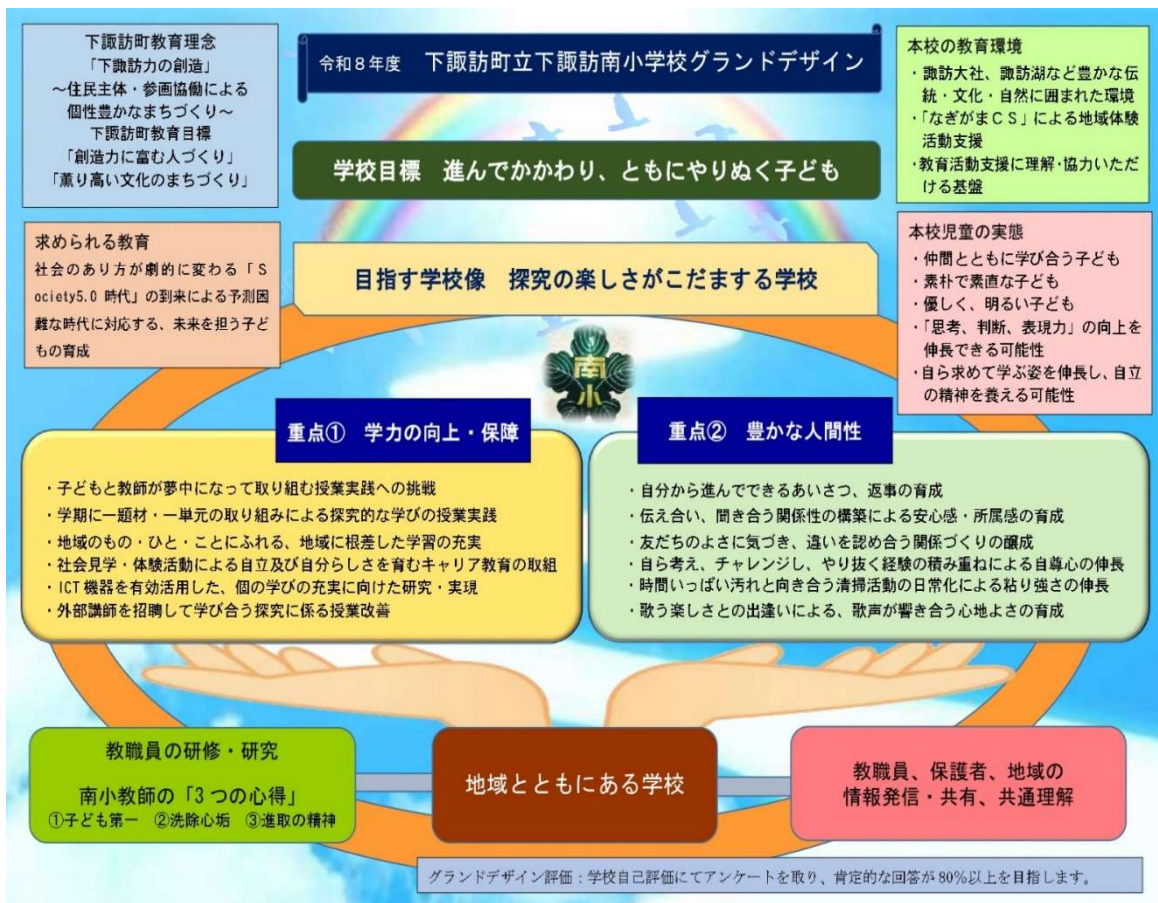 下諏訪町教育理念
「下諏訪力の創造」
~住民主体・参画協働による
個性豊かなまちづくり~
下諏訪町教育目標
「創造力に富む人づくり」
「薫り高い文化のまちづくり」
令和8年度 下諏訪町立下諏訪南小学校グランドデザイン
本校の教育環境
・諏訪大社、諏訪湖など豊かな伝
統・文化・自然に囲まれた環境
・「なぎがまCS」による地域体験
活動支援
・教育活動支援に理解・協力いただ
ける基盤
学校目標 進んでかかわり、ともにやりぬく子ども
求められる教育
社会のあり方が劇的に変わる「S
ociety5.0 時代」の到来による予測困
難な時代に対応する、未来を担う子ど
もの育成
目指す学校像 探究の楽しさがこだまする学校
本校児童の実態
・仲間とともに学び合う子ども
・素朴で素直な子ども
・優しく、明るい子ども
・「思考、判断、表現力」の向上を
伸長できる可能性
・自ら求めて学ぶ姿を伸長し、自立
の精神を養える可能性
南小
重点① 学力の向上・保障
・子どもと教師が夢中になって取り組む授業実践への挑戦
・学期に一題材・一単元の取り組みによる探究的な学びの授業実践
・地域のもの・ひと・ことにふれる、地域に根差した学習の充実
・社会見学・体験活動による自立及び自分らしさを育むキャリア教育の取組
・ICT 機器を有効活用した、個の学びの充実に向けた研究・実現
・外部講師を招聘して学び合う探究に係る授業改善
重点② 豊かな人間性
・自分から進んでできるあいさつ、返事の育成
・伝え合い、聞き合う関係性の構築による安心感・所属感の育成
・友だちのよさに気づき、違いを認め合う関係づくりの醸成
・自ら考え、チャレンジし、やり抜く経験の積み重ねによる自尊心の伸長
・時間いっぱい汚れと向き合う清掃活動の日常化による粘り強さの伸長
・歌う楽しさとの出逢いによる、歌声が響き合う心地よさの育成
教職員の研修・研究
南小教師の「3つの心得」
①子ども第一 ②洗除心垢 ③進取の精神
地域とともにある学校
教職員、保護者、地域の
情報発信・共有、共通理解
グランドデザイン評価:学校自己評価にてアンケートを取り、肯定的な回答が80%以上を目指します。